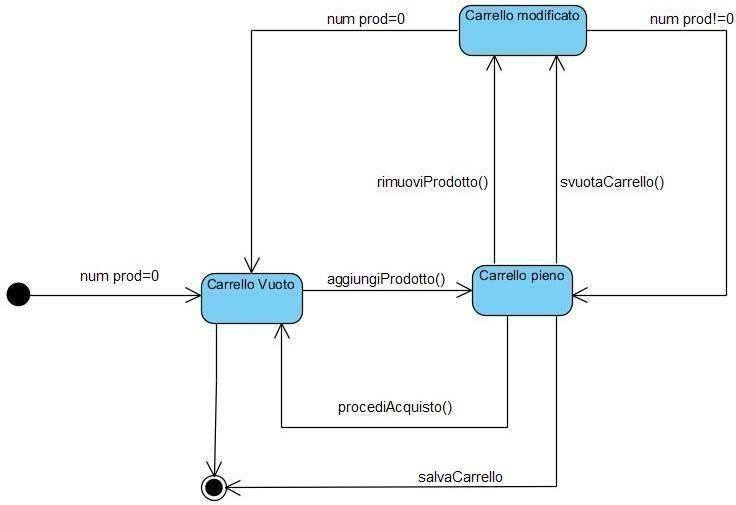 num prod=0
Carrello modificato
num prod!=0
rimuoviProdotto()
svuotaCarrello()
num prod=0
Carrello Vuoto
aggiungiProdotto()
Carrello pieno
procediAcquisto()
salvaCarrello